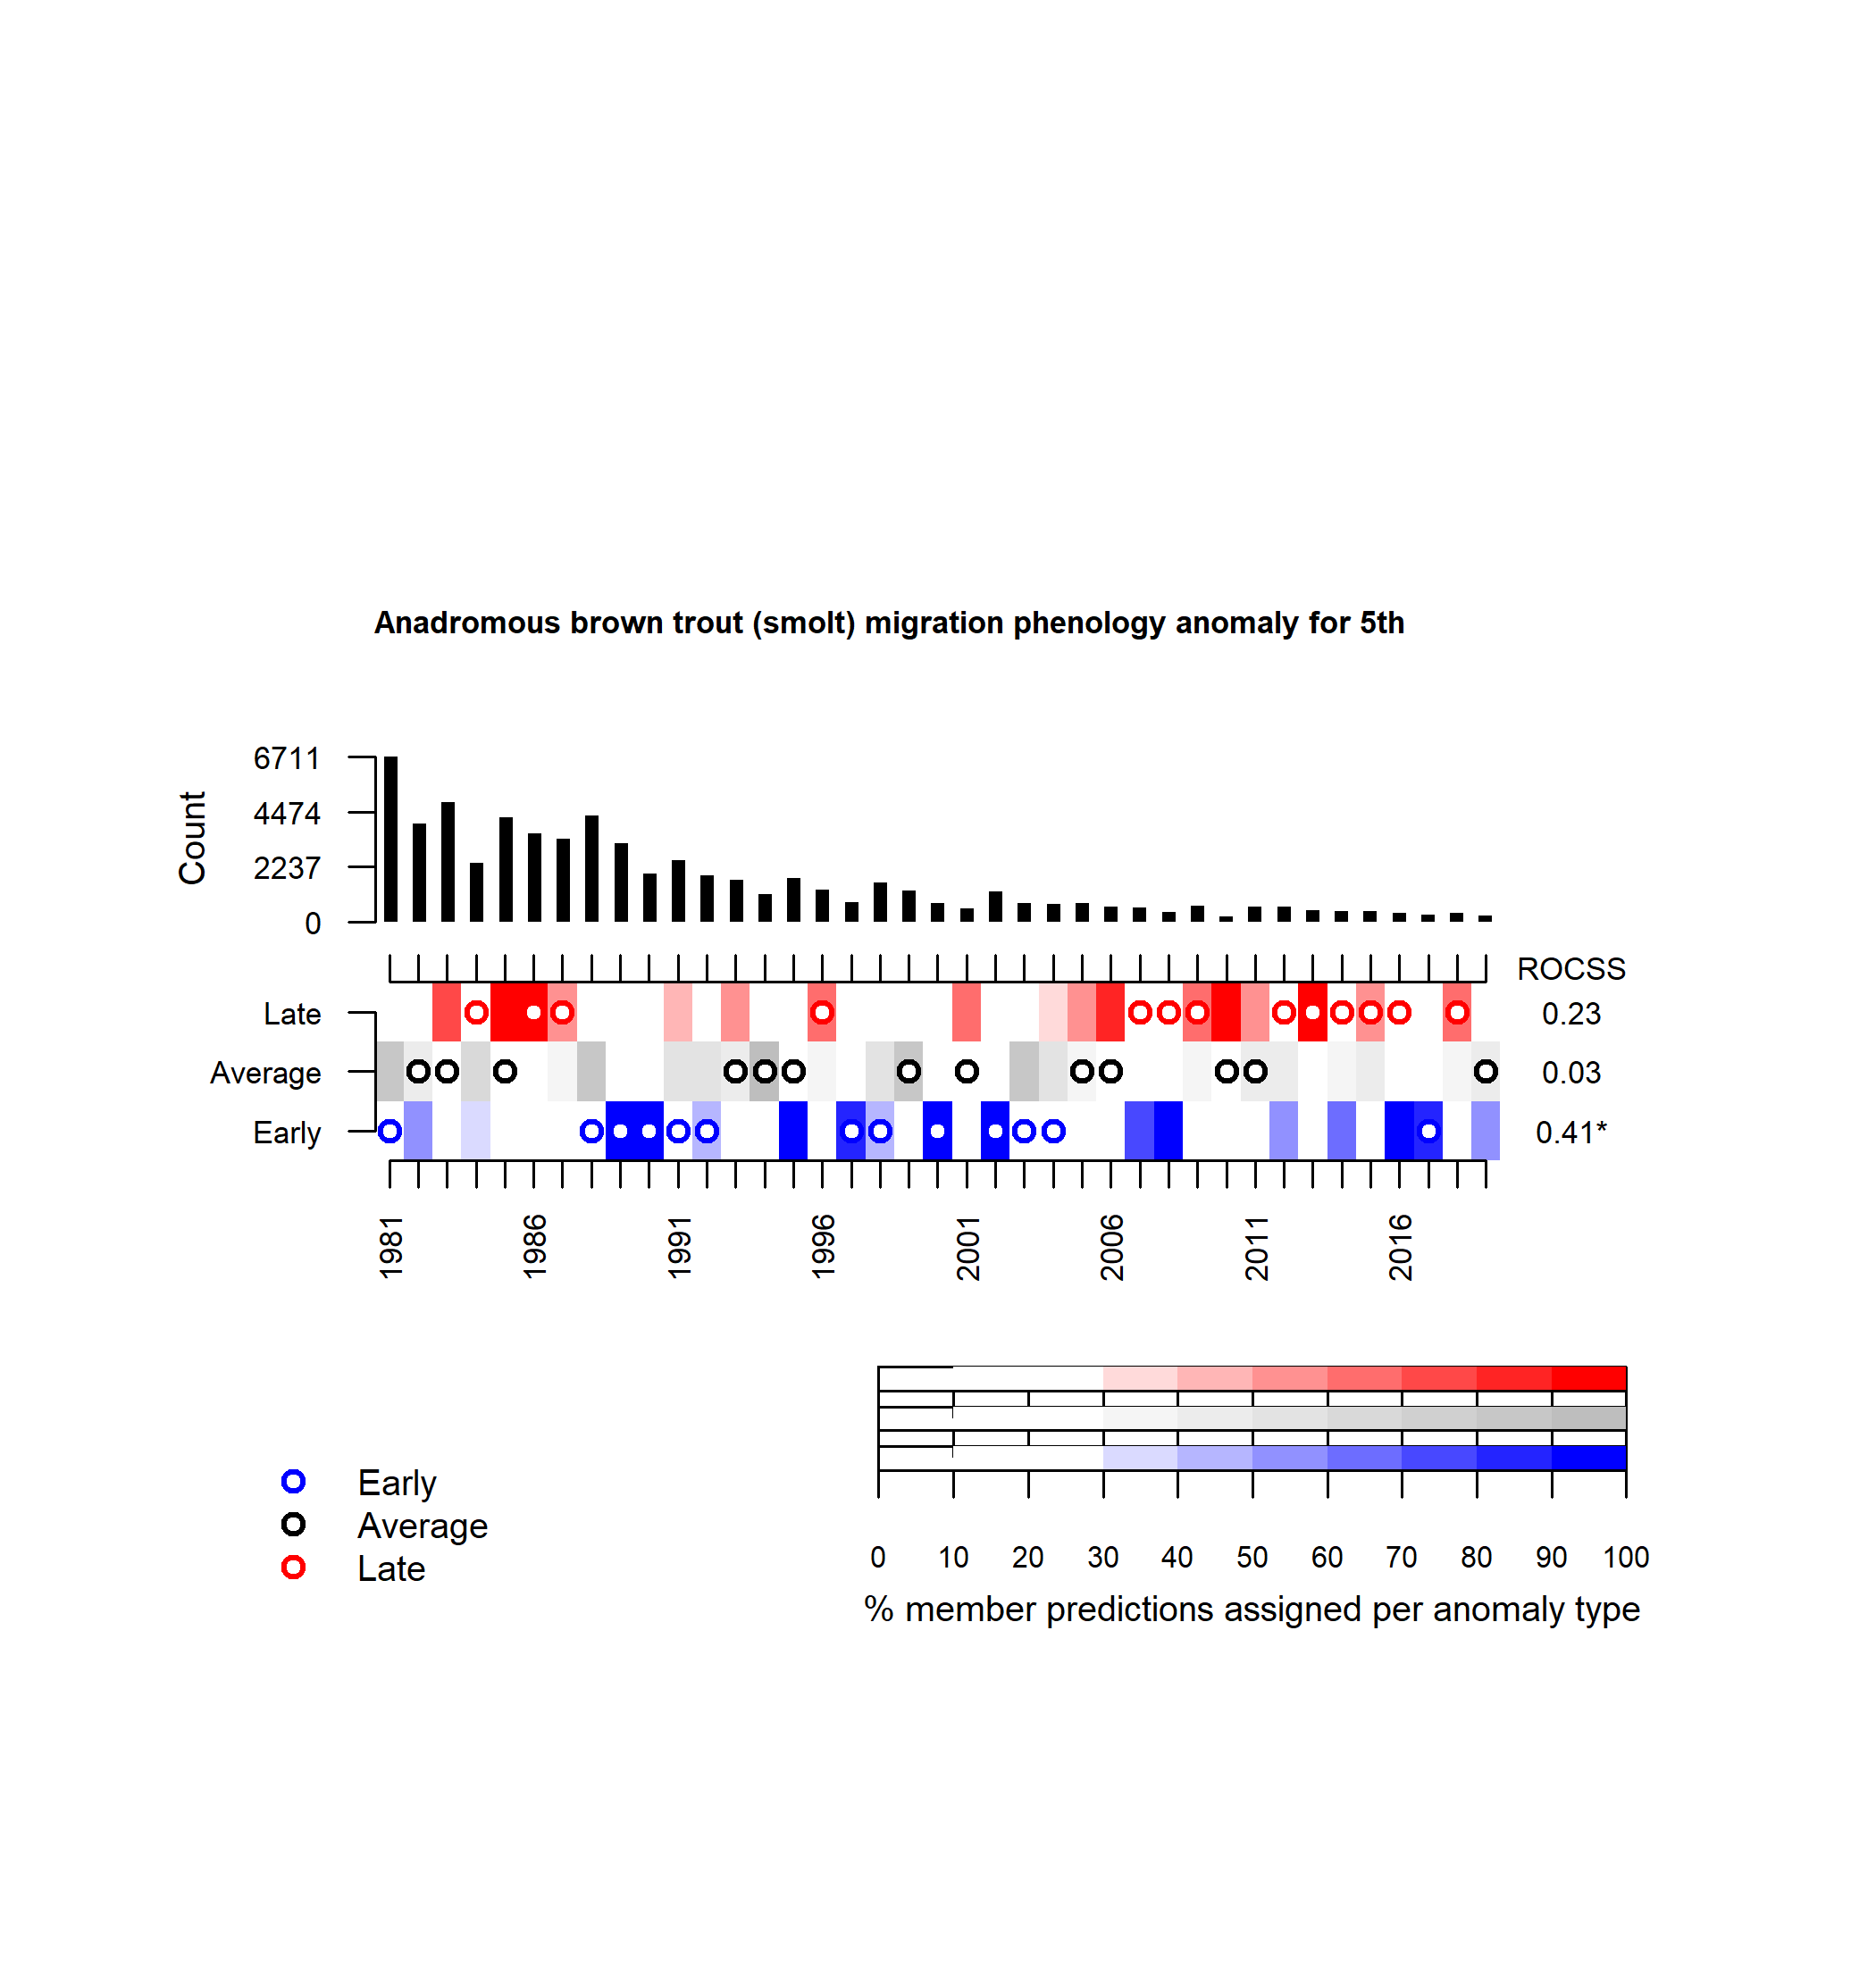 Anadromous brown trout (smolt) migration phenology anomaly for 5th
Count
6711
4474
2237
0
ROCSS
Late
0.23
Average
0.03
Early
0.41*
1981
1986
1991
1996
2001
2006
2011
2016
Early
Average
Late
0 10 20 30 40 50 60 70 80 90 100
% member predictions assigned per anomaly type